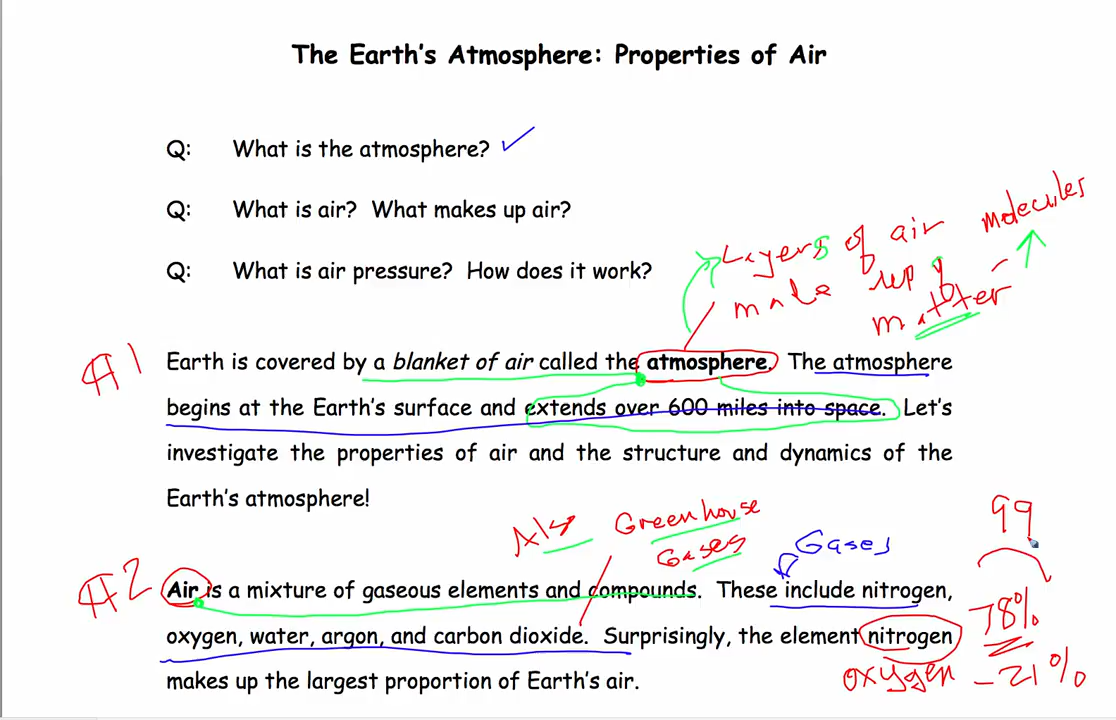 The Earth's Atmosphere: Properties of Air
Q: What is the atmosphere?
Q: What is air? What makes up air?
Q: What is air pressure? How does it work?
Layers of air molecules
made up of
matter
#1
Earth is covered by a blanket of air called the atmosphere. The atmosphere
begins at the Earth's surface and extends over 600 miles into space. Let's
investigate the properties of air and the structure and dynamics of the
Earth's atmosphere!
Greenhouse
Gases
Gases
99
#2
Air is a mixture of gaseous elements and compounds. These include nitrogen,
78%
oxygen, water, argon, and carbon dioxide. Surprisingly, the element nitrogen
oxygen - 21%
makes up the largest proportion of Earth's air.